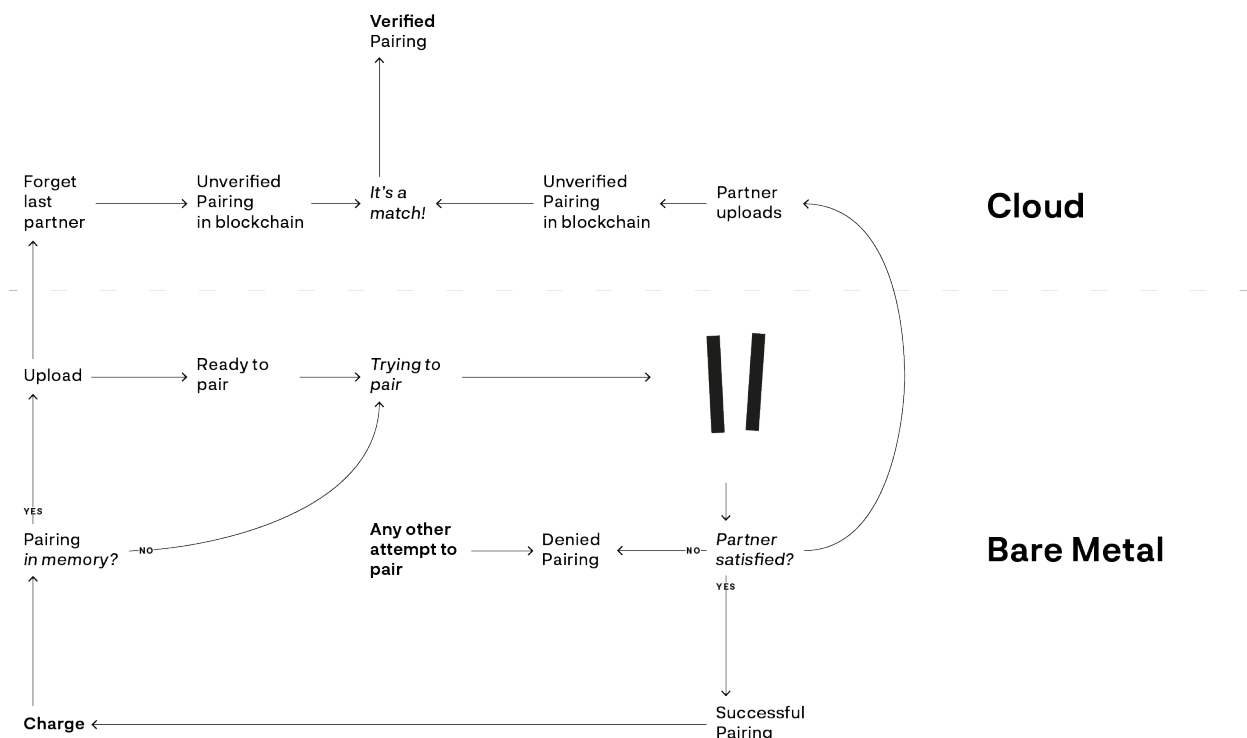 Verified
Pairing
Forget
last
partner
Unverified
Pairing
in blockchain
It's a
match!
Unverified
Pairing
in blockchain
Partner
uploads
Cloud
Upload
Ready to
pair
Trying to
pair
YES
Pairing
in memory?
NO
Any other
attempt to
pair
Denied
Pairing
NO
Partner
satisfied?
YES
Bare Metal
Charge
Successful
Pairing